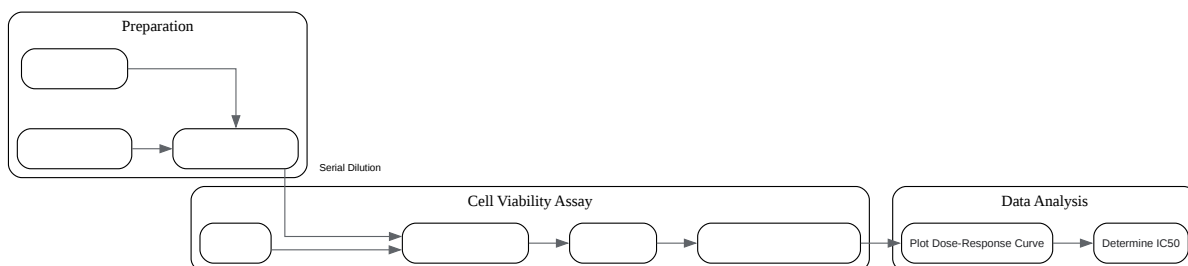 Preparation
Serial Dilution
Cell Viability Assay
Data Analysis
Plot Dose-Response Curve
Determine IC50